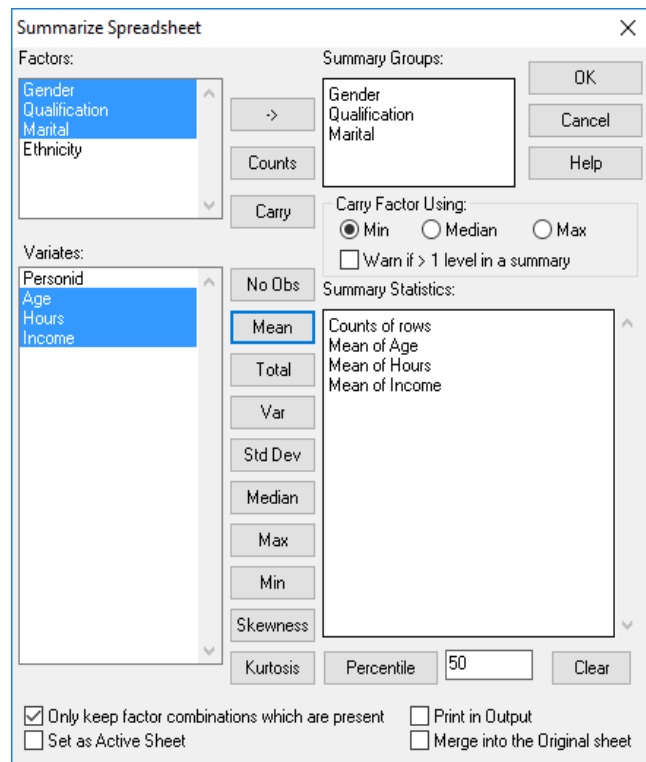 Summarize Spreadsheet
Factors:
Gender
Qualification
Marital
Ethnicity
->
Counts
Carry
Summary Groups:
Gender
Qualification
Marital
OK
Cancel
Help
Carry Factor Using:
Min Median Max
Warn if > 1 level in a summary
Variates:
Personid
Age
Hours
Income
No Obs
Mean
Total
Var
Std Dev
Median
Max
Min
Skewness
Kurtosis
Summary Statistics:
Counts of rows
Mean of Age
Mean of Hours
Mean of Income
Percentile 50 Clear
Only keep factor combinations which are present
Print in Output
Set as Active Sheet
Merge into the Original sheet